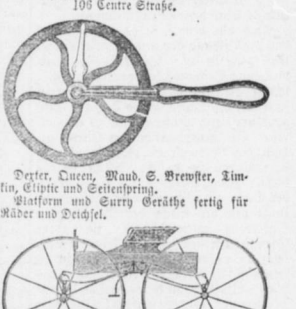 106 Centre Straße.
Dexter, Queen, Maud. S. Brewster, Tim-
kin, Eliptic und Seitenspring.
Platform und Surry Geräthe fertig für
Räder und Deichsel.